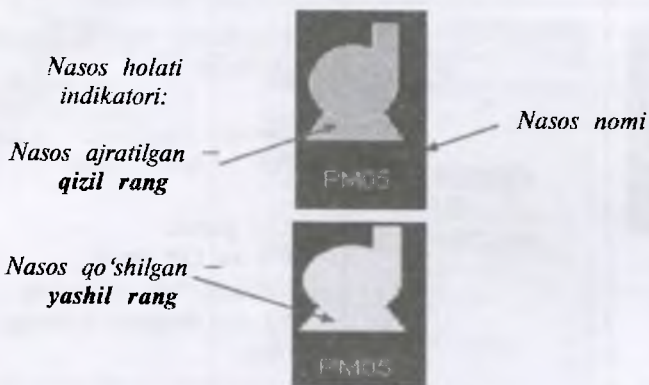 Nasos holati
indikatori:
Nasos ajratilgan –
qizil rang
Nasos nomi
PM05
Nasos qo‘shilgan –
yashil rang
PM05